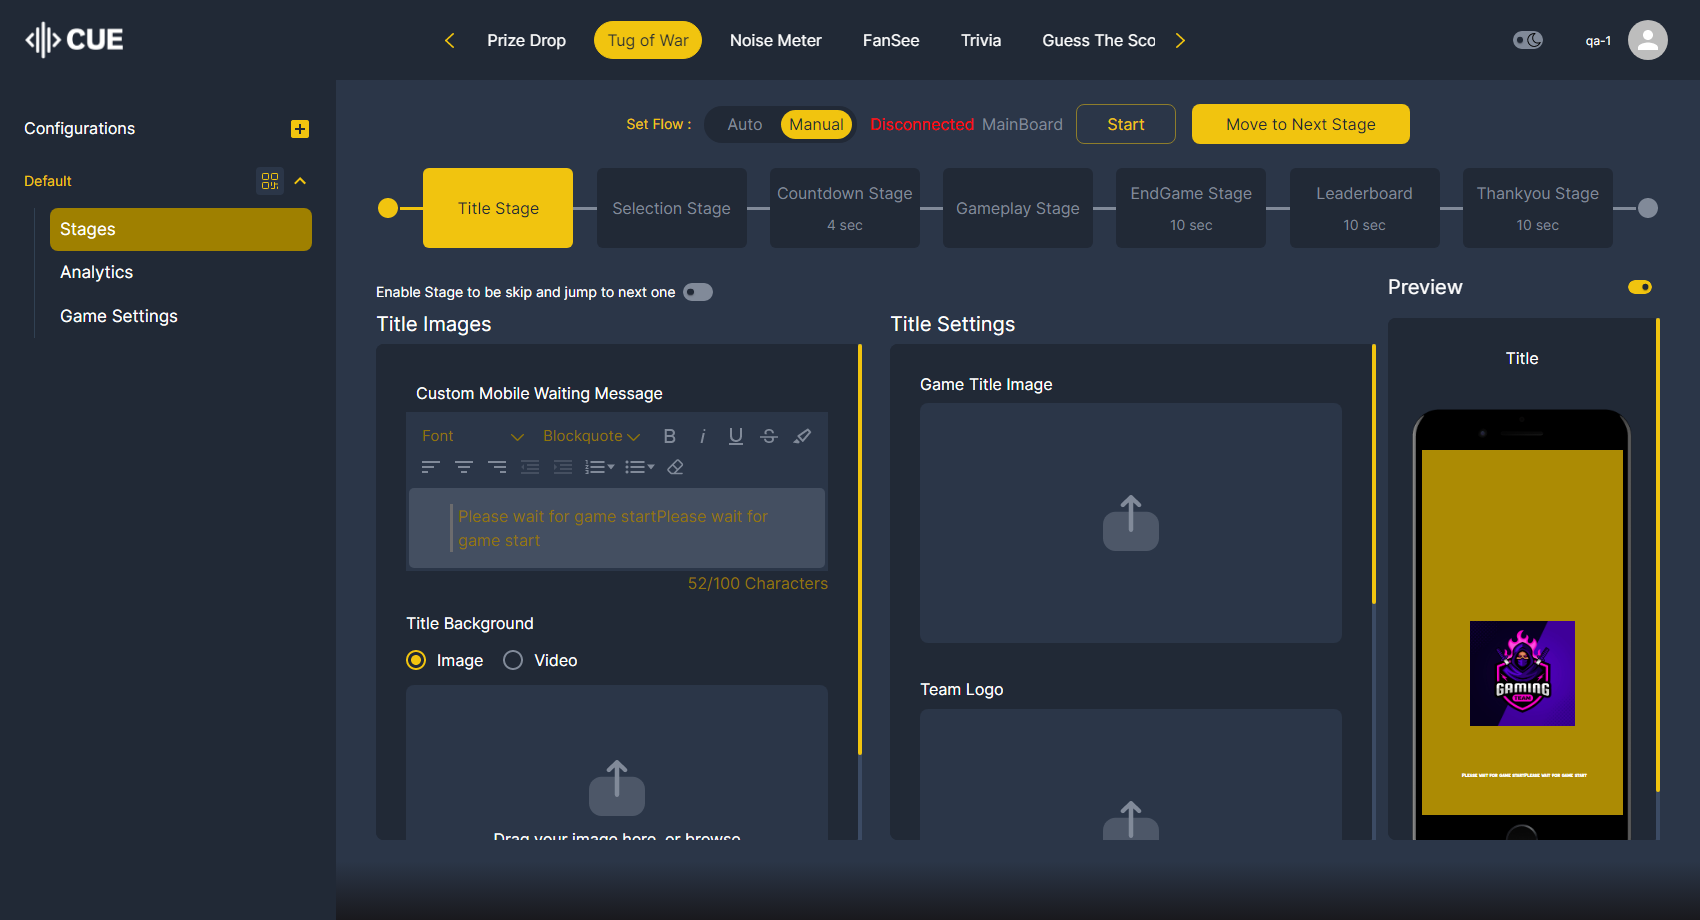 CUE
Prize Drop
Tug of War
Noise Meter
FanSee
Trivia
Guess The Sco
qa-1
Configurations
Default
Stages
Analytics
Game Settings
Set Flow :
Auto
Manual
Disconnected MainBoard
Start
Move to Next Stage
Title Stage
Selection Stage
Countdown Stage
4 sec
Gameplay Stage
EndGame Stage
10 sec
Leaderboard
10 sec
Thankyou Stage
10 sec
Enable Stage to be skip and jump to next one
Title Images
Custom Mobile Waiting Message
Font
Blockquote
B
i
U
S
Please wait for game startPlease wait for
game start
52/100 Characters
Title Background
Image
Video
Drag your image here, or browse
Title Settings
Game Title Image
Team Logo
Preview
Title
GAMING
TEAM
Please wait for game startPlease wait for game start